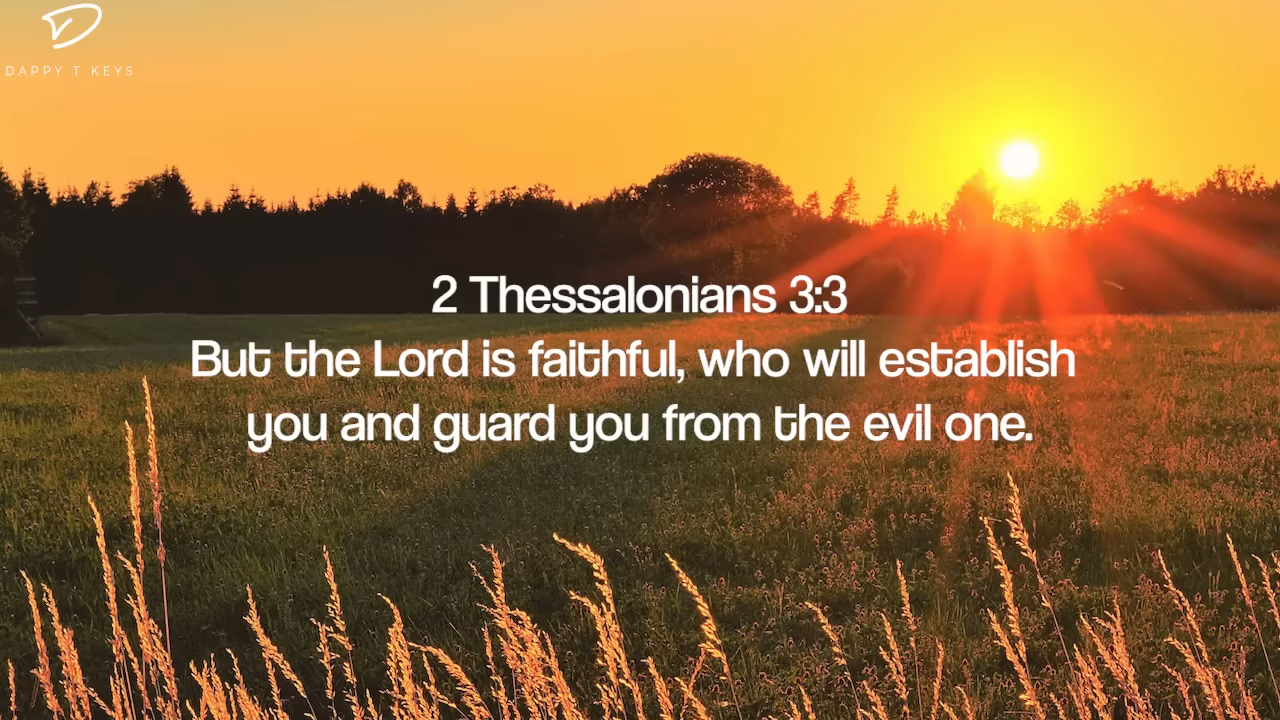 DAPPY T KEYS
2 Thessalonians 3:3
But the Lord is faithful, who will establish
you and guard you from the evil one.